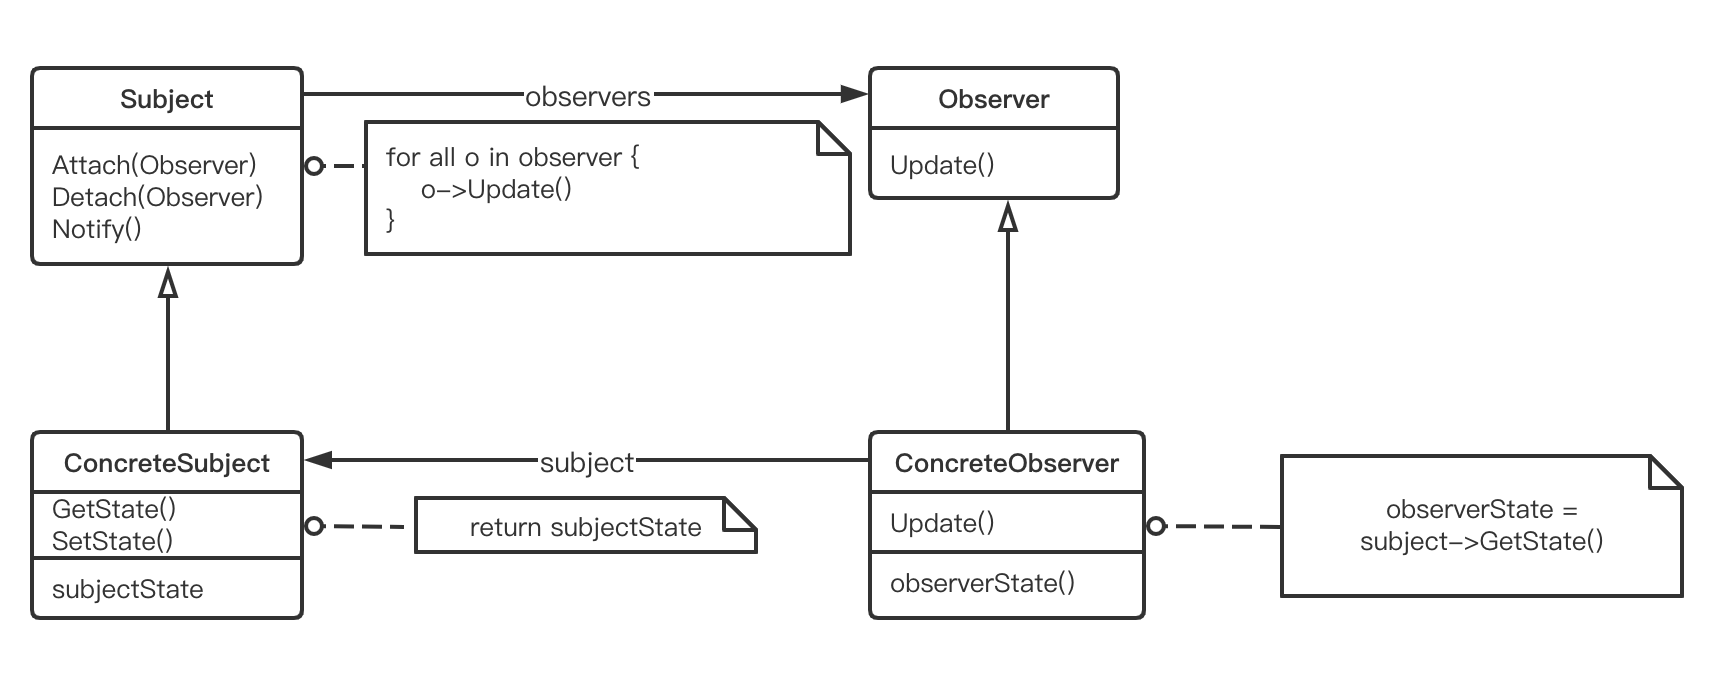 Subject
Attach(Observer)
Detach(Observer)
Notify()
observers
for all o in observer {
o->Update()
}
Observer
Update()
ConcreteSubject
GetState()
SetState()
subjectState
subject
return subjectState
ConcreteObserver
Update()
observerState()
observerState =
subject->GetState()